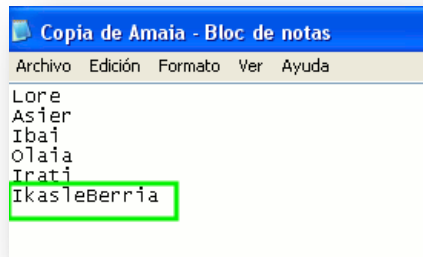 Copia de Amaia - Bloc de notas
Archivo Edición Formato Ver Ayuda
Lore
Asier
Ibai
Olaia
Irati
IkasleBerria